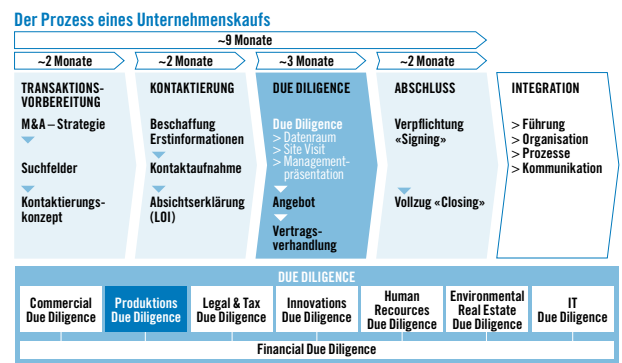 Der Prozess eines Unternehmenskaufs
~9 Monate
~2 Monate
~2 Monate
~3 Monate
~2 Monate
TRANSAKTIONS-
VORBEREITUNG
M&A – Strategie
Suchfelder
Kontaktierungs-
konzept
KONTAKTIERUNG
Beschaffung
Erstinformationen
Kontaktaufnahme
Absichtserklärung
(LOI)
DUE DILIGENCE
Due Diligence
> Datenraum
> Site Visit
> Management-
präsentation
Angebot
Vertrags-
verhandlung
ABSCHLUSS
Verpflichtung
«Signing»
Vollzug «Closing»
INTEGRATION
> Führung
> Organisation
> Prozesse
> Kommunikation
DUE DILIGENCE
Commercial
Due Diligence
Produktions
Due Diligence
Legal & Tax
Due Diligence
Innovations
Due Diligence
Human
Recources
Due Diligence
Environmental
Real Estate
Due Diligence
IT
Due Diligence
Financial Due Diligence